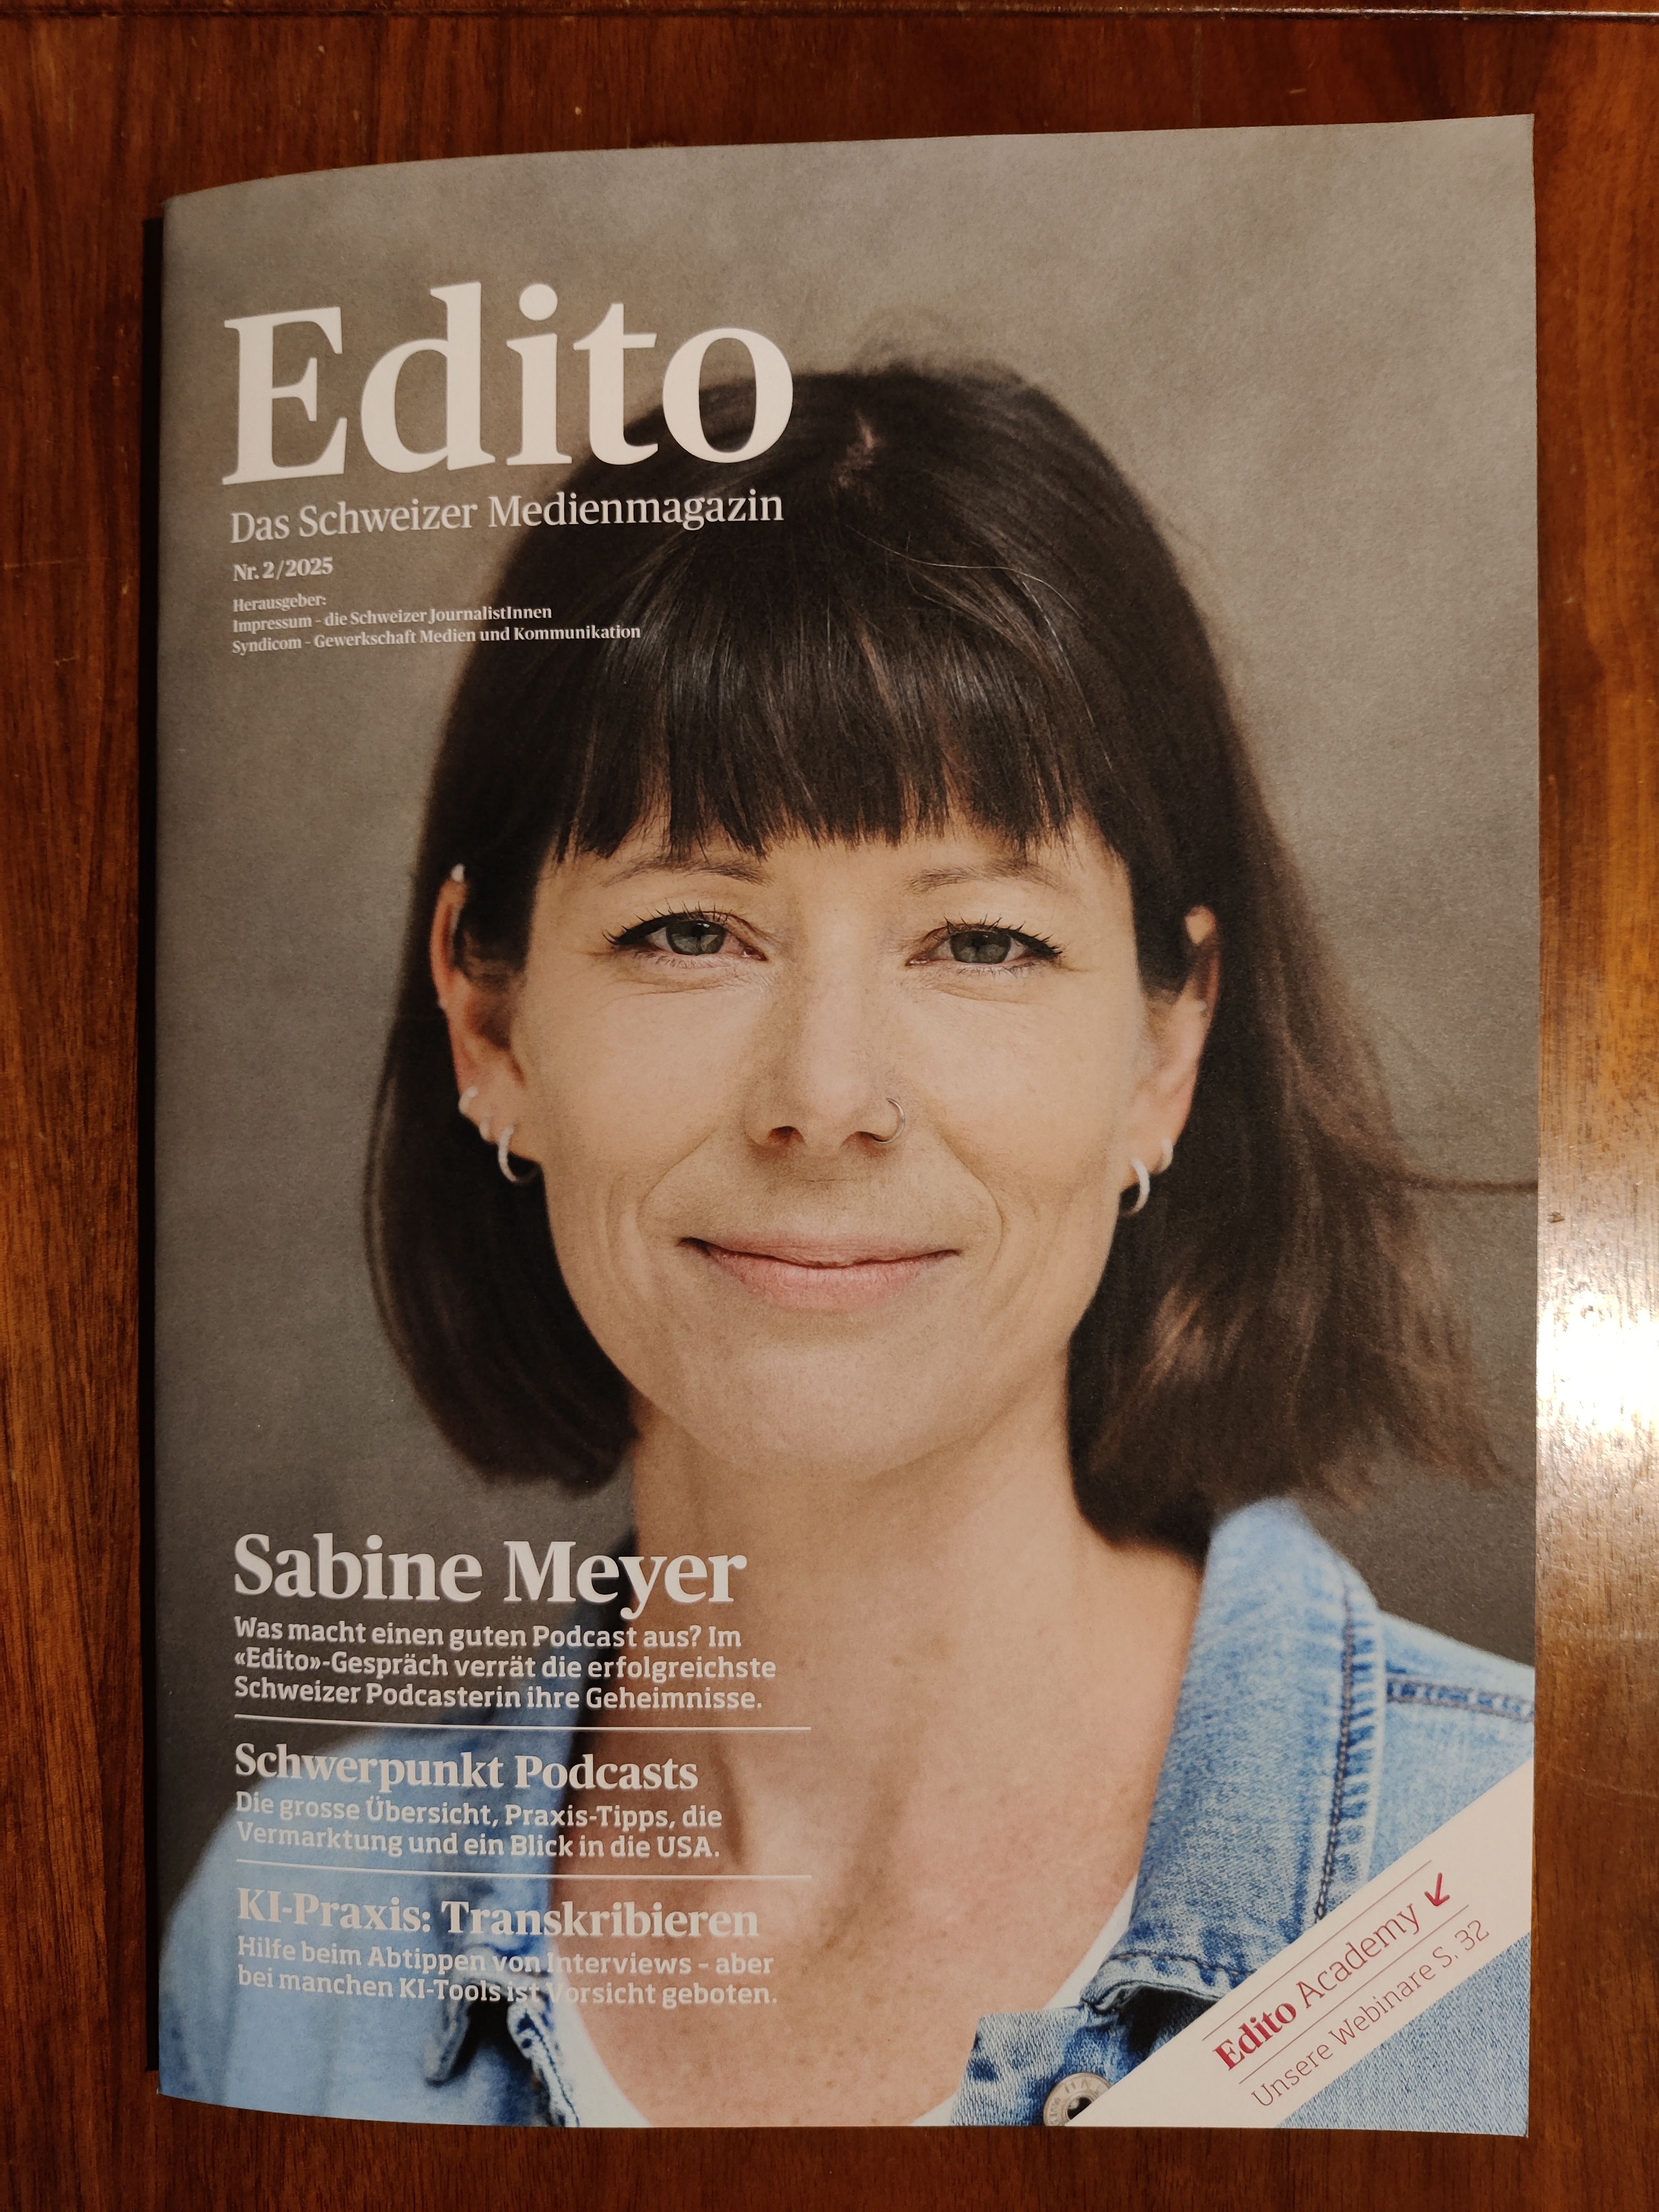 Edito
Das Schweizer Medienmagazin
Nr. 2/2025
Herausgeber:
Impressum – die Schweizer JournalistInnen
Syndicom – Gewerkschaft Medien und Kommunikation
Sabine Meyer
Was macht einen guten Podcast aus? Im
«Edito»-Gespräch verrät die erfolgreichste
Schweizer Podcasterin ihre Geheimnisse.
Schwerpunkt Podcasts
Die grosse Übersicht, Praxis-Tipps, die
Vermarktung und ein Blick in die USA.
KI-Praxis: Transkribieren
Hilfe beim Abtippen von Interviews – aber
bei manchen KI-Tools ist Vorsicht geboten.
Edito Academy
Unsere Webinare S. 32